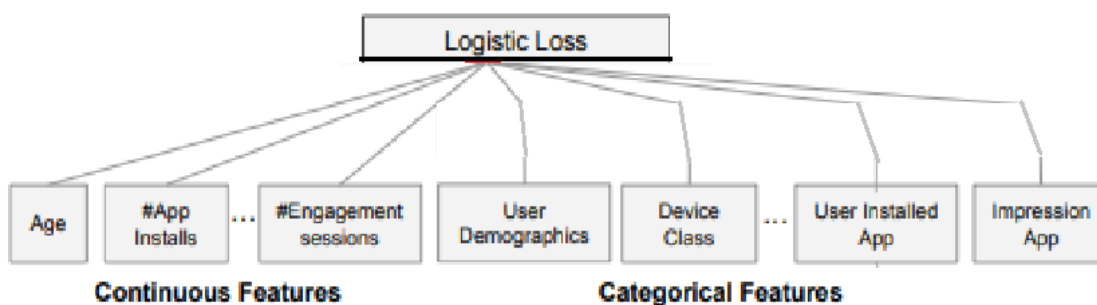 Logistic Loss
Age
#App
Installs
...
#Engagement
sessions
User
Demographics
Device
Class
...
User Installed
App
Impression
App
Continuous Features
Categorical Features